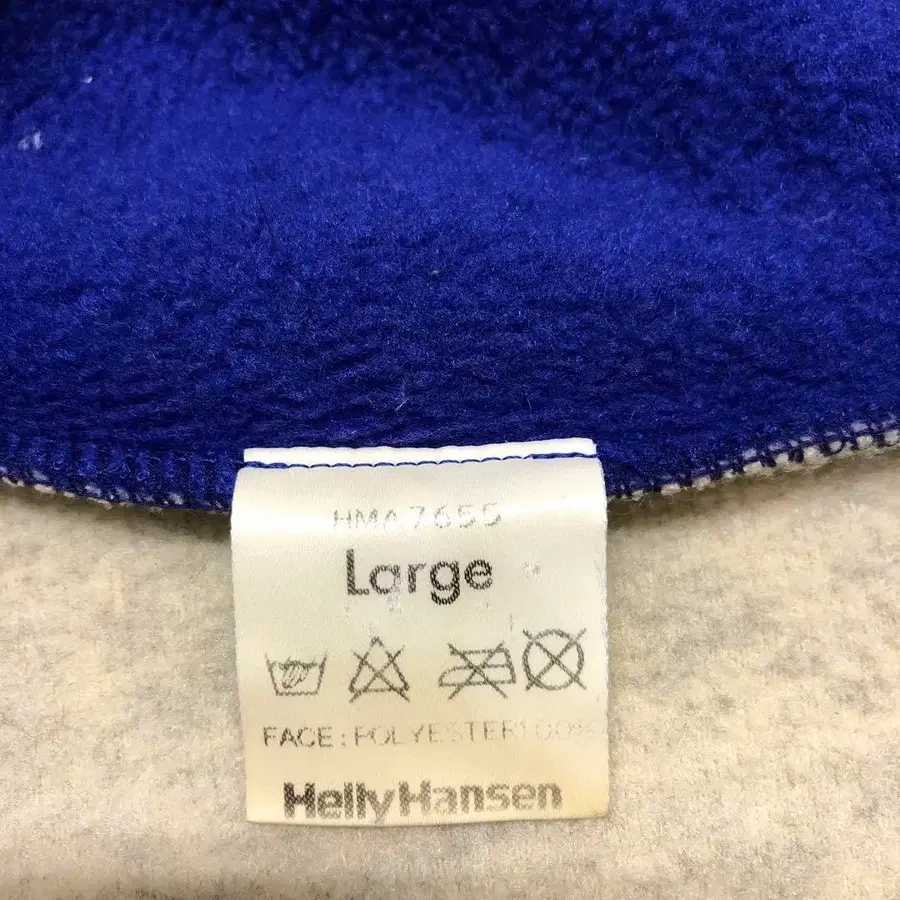 HMA7655
Large
FACE:POLYESTER100%
HellyHansen